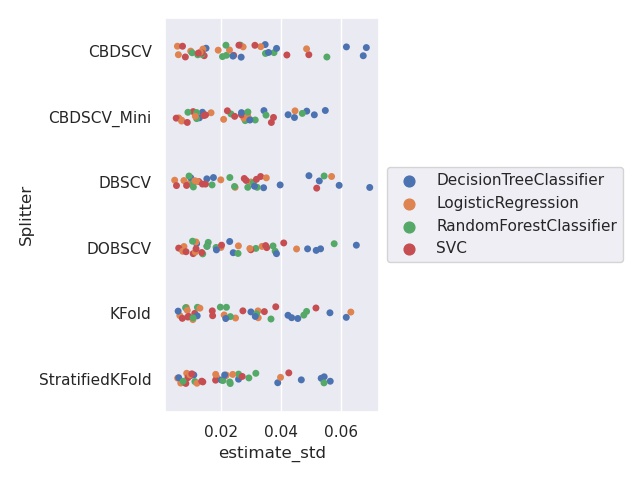 CBDSCV
CBDSCV_Mini
DBSCV
DOBSCV
KFold
StratifiedKFold
Splitter
0.02 0.04 0.06
estimate_std
DecisionTreeClassifier
LogisticRegression
RandomForestClassifier
SVC